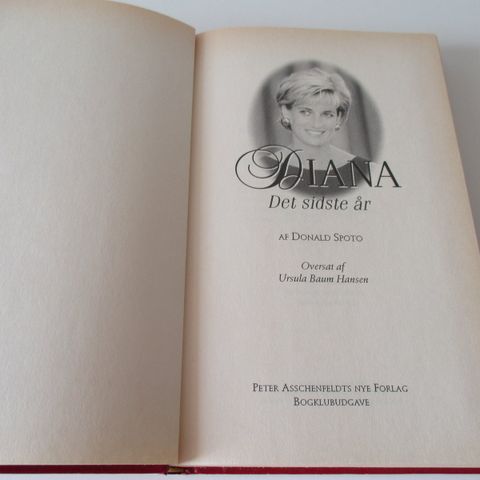 DIANA
Det sidste år
AF DONALD SPOTO
Oversat af
Ursula Baum Hansen
PETER ASSCHENFELDTS NYE FORLAG
BOGKLUBUDGAVE